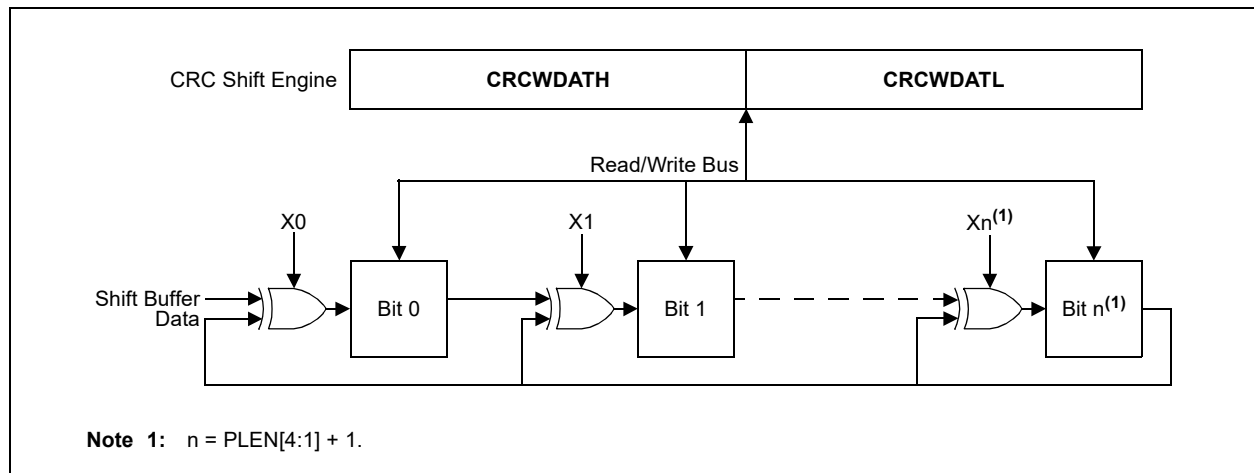 CRC Shift Engine CRCWDATH CRCWDATL
Read/Write Bus
X0 X1 Xn(1)
Shift Buffer
Data
Bit 0 Bit 1 Bit n(1)
Note 1: n = PLEN[4:1] + 1.